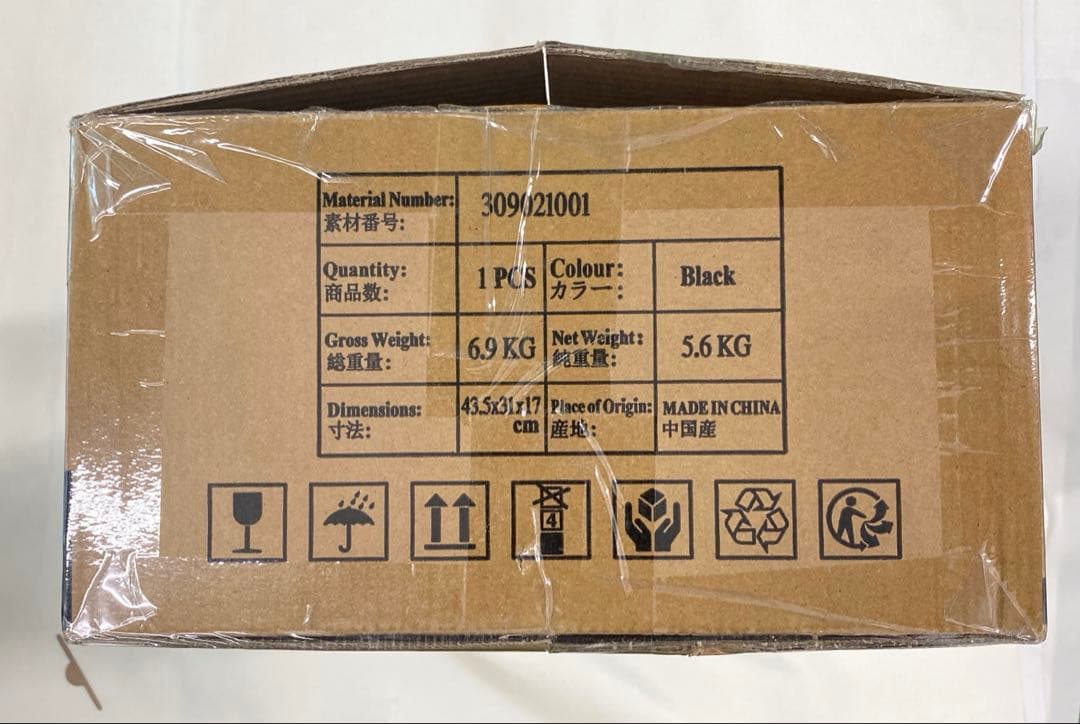 Material Number: 309021001
素材番号:
Quantity: 1 PCS Colour: Black
商品数: カラー:
Gross Weight: 6.9 KG Net Weight: 5.6 KG
総重量: 純重量:
Dimensions: 43.5x31x17 cm Place of Origin: MADE IN CHINA
寸法: 産地: 中国産
4